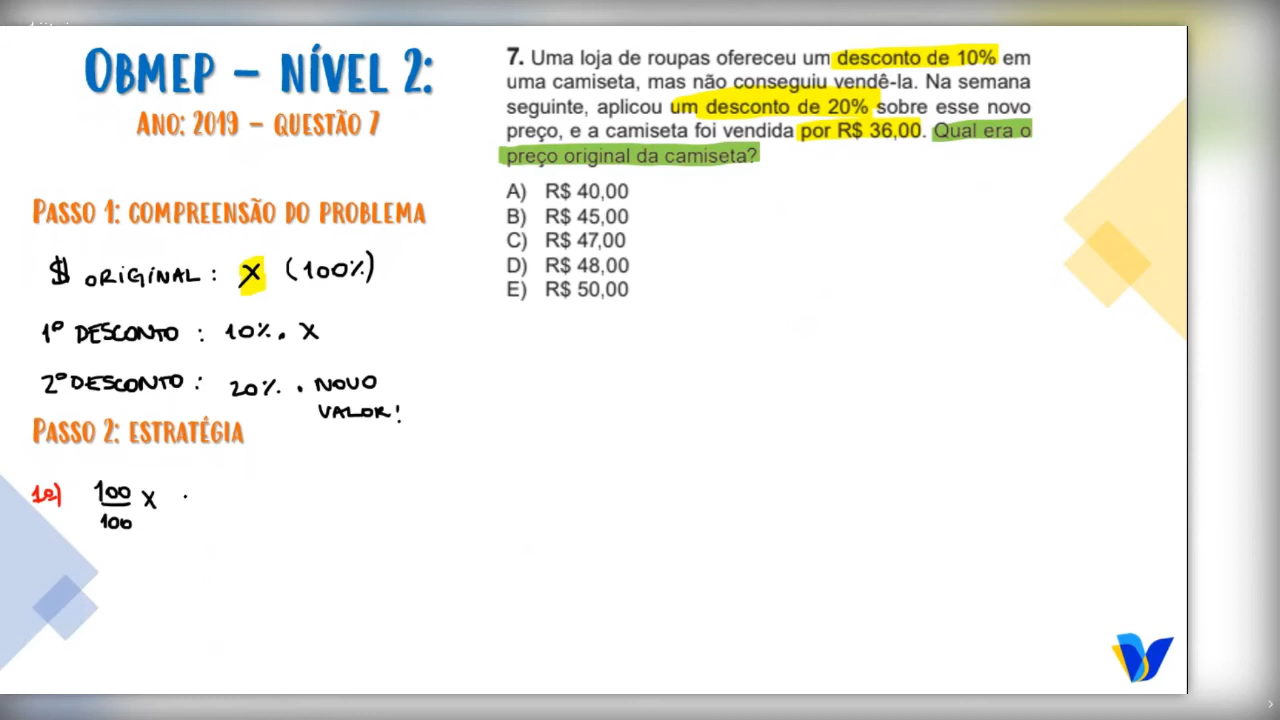 OBMEP – NÍVEL 2:
ANO: 2019 – QUESTÃO 7
PASSO 1: COMPREENSÃO DO PROBLEMA
$ ORIGINAL: X (100%)
1º DESCONTO: 10% . X
2º DESCONTO: 20% . NOVO
VALOR!
PASSO 2: ESTRATÉGIA
1º) 100/100 X
7. Uma loja de roupas ofereceu um desconto de 10% em
uma camiseta, mas não conseguiu vendê-la. Na semana
seguinte, aplicou um desconto de 20% sobre esse novo
preço, e a camiseta foi vendida por R$ 36,00. Qual era o
preço original da camiseta?
A) R$ 40,00
B) R$ 45,00
C) R$ 47,00
D) R$ 48,00
E) R$ 50,00